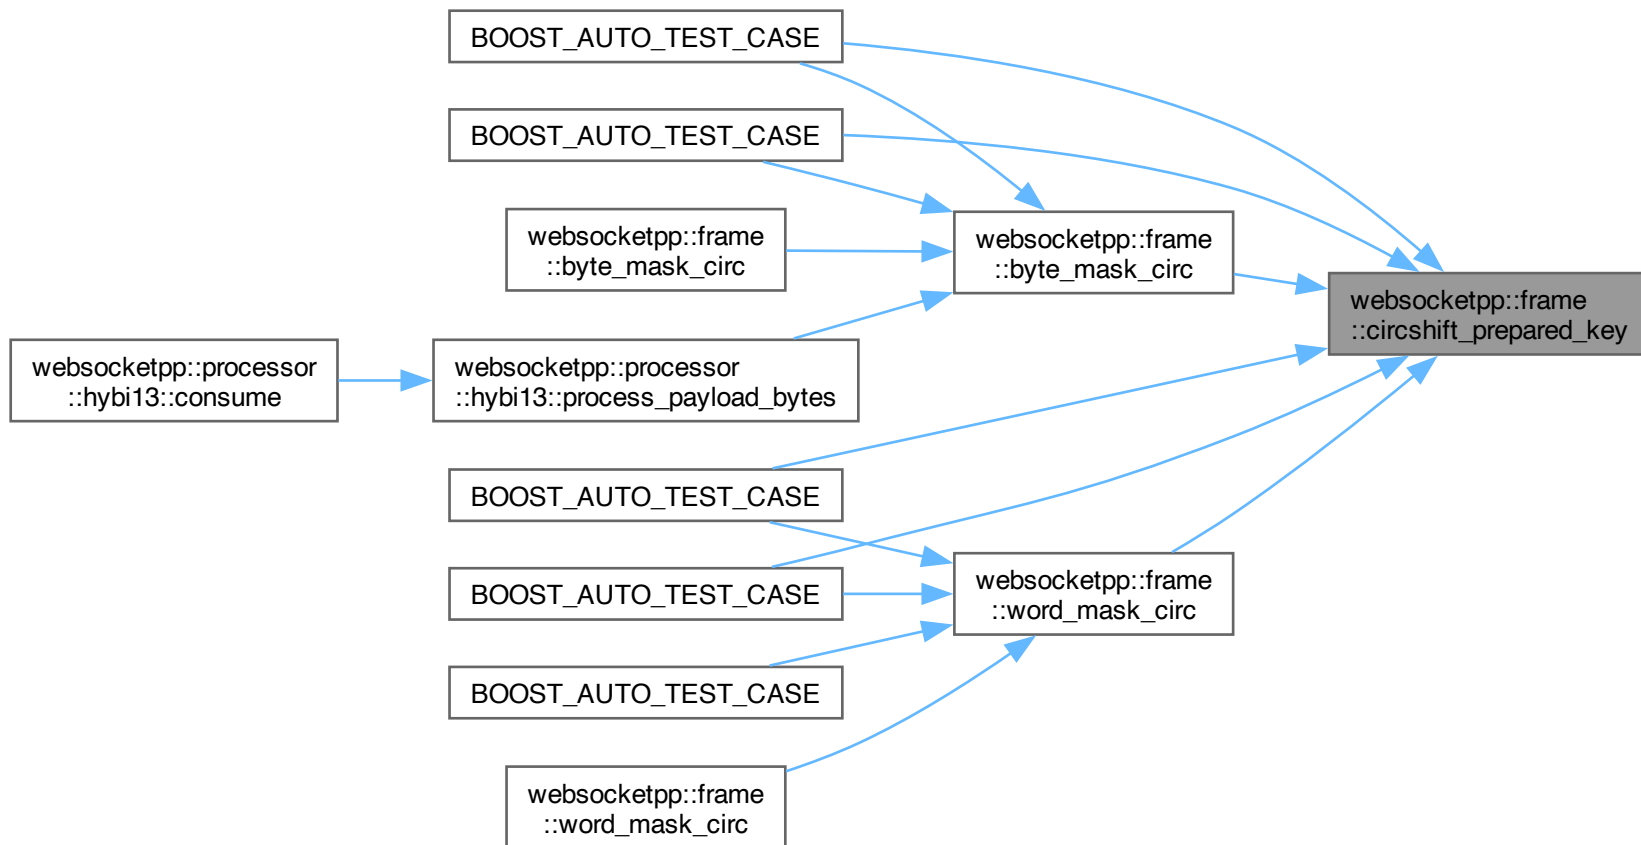 BOOST_AUTO_TEST_CASE
BOOST_AUTO_TEST_CASE
websocketpp::frame
::byte_mask_circ
websocketpp::frame
::byte_mask_circ
websocketpp::frame
::circshift_prepared_key
websocketpp::processor
::hybi13::consume
websocketpp::processor
::hybi13::process_payload_bytes
BOOST_AUTO_TEST_CASE
BOOST_AUTO_TEST_CASE
websocketpp::frame
::word_mask_circ
BOOST_AUTO_TEST_CASE
websocketpp::frame
::word_mask_circ